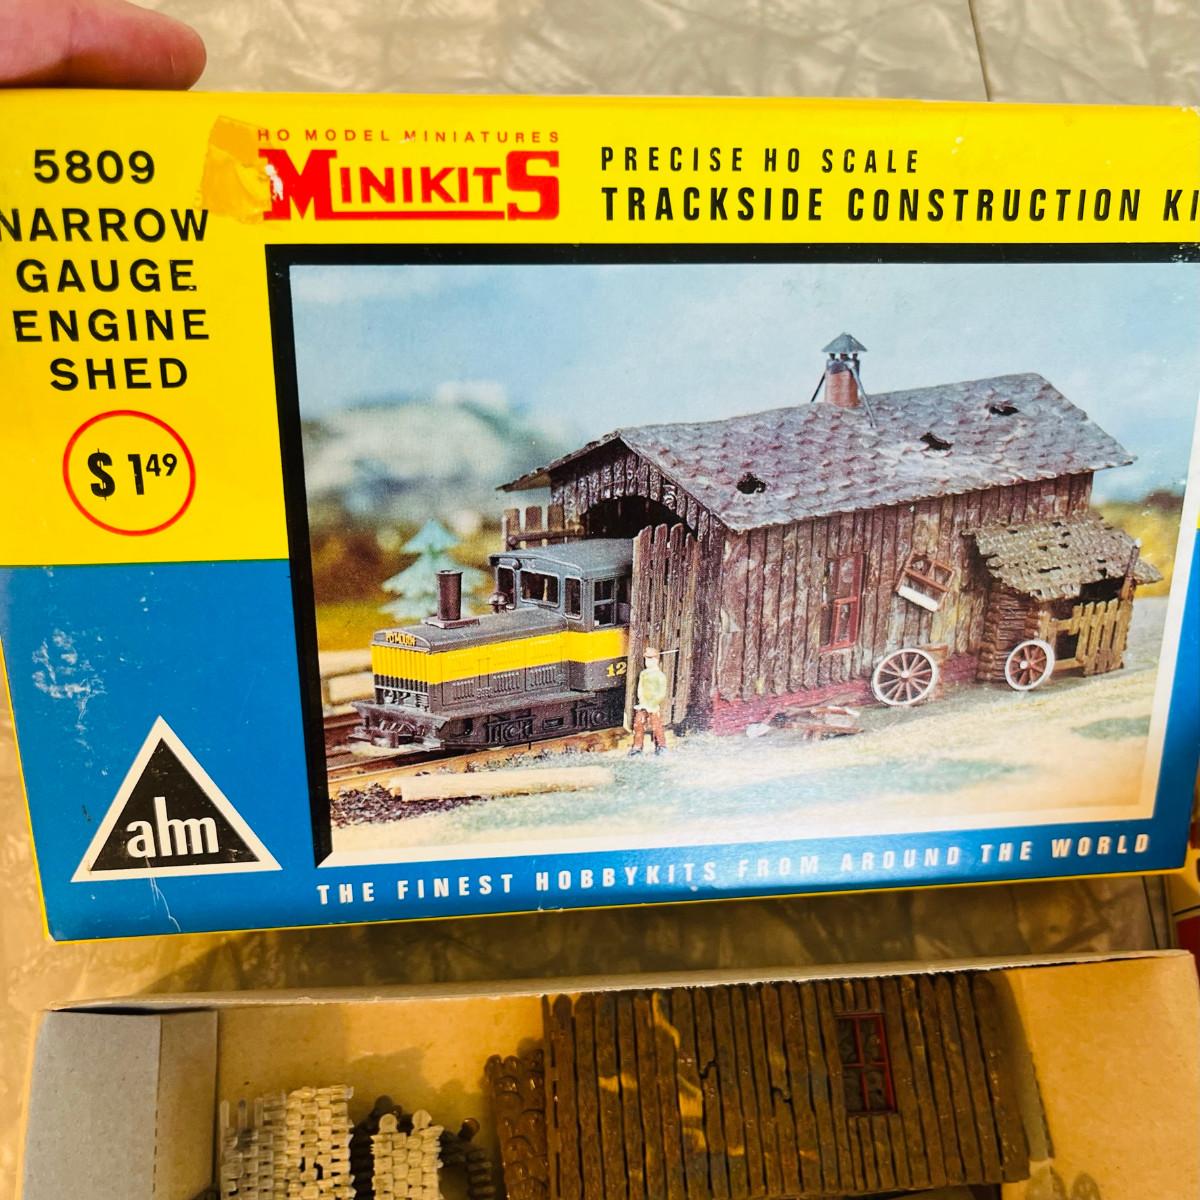 5809
NARROW
GAUGE
ENGINE
SHED
$1.49
HO MODEL MINIATURES
MINIKITS
PRECISE HO SCALE
TRACKSIDE CONSTRUCTION KI
12
ahm
THE FINEST HOBBYKITS FROM AROUND THE WORLD